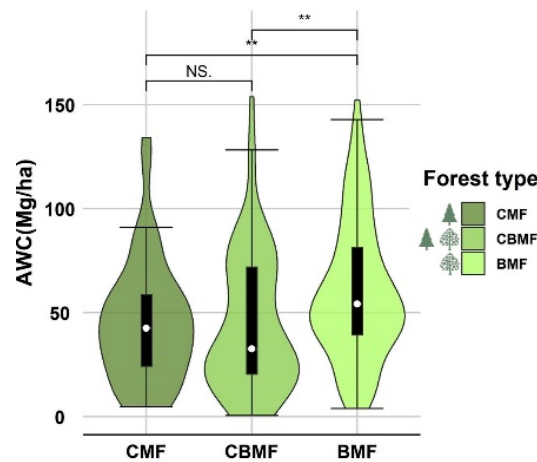 **
**
NS.
150
100
50
0
AWC(Mg/ha)
CMF
CBMF
BMF
Forest type
CMF
CBMF
BMF